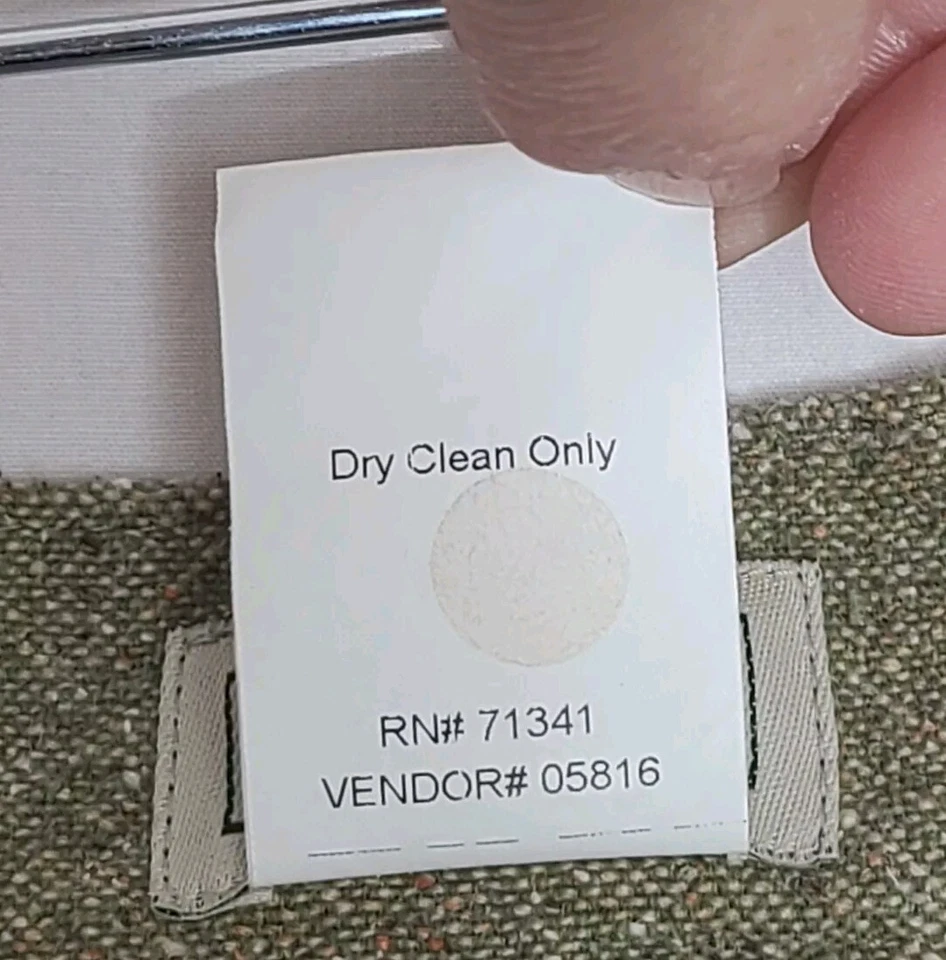 Dry Clean Only
RN# 71341
VENDOR# 05816